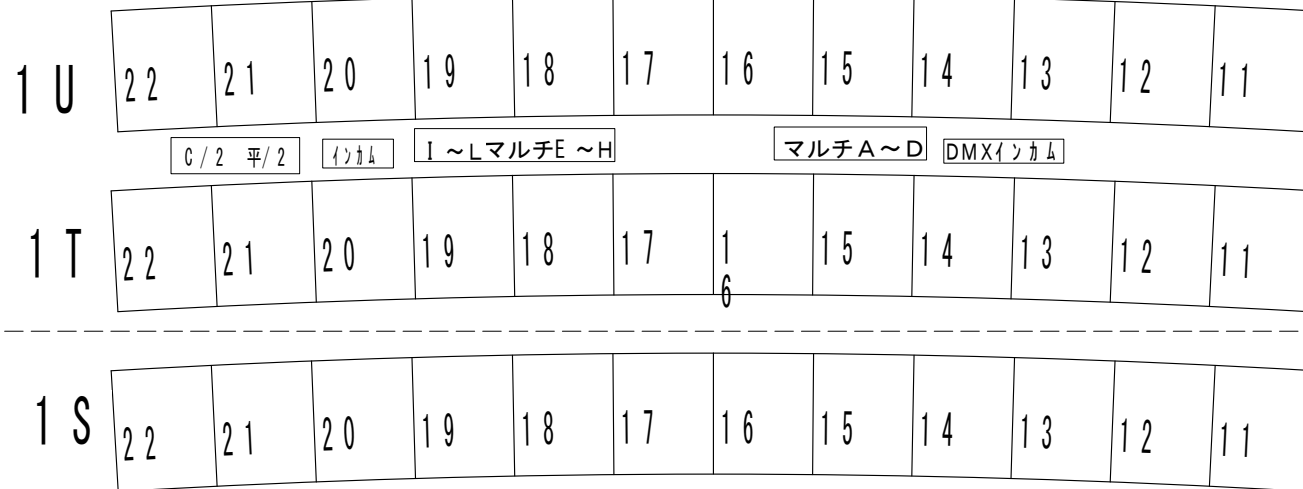 1U 22 21 20 19 18 17 16 15 14 13 12 11
C/2 平/2 インカム I~LマルチE~H マルチA~D DMXインカム
1T 22 21 20 19 18 17 16 15 14 13 12 11
1S 22 21 20 19 18 17 16 15 14 13 12 11